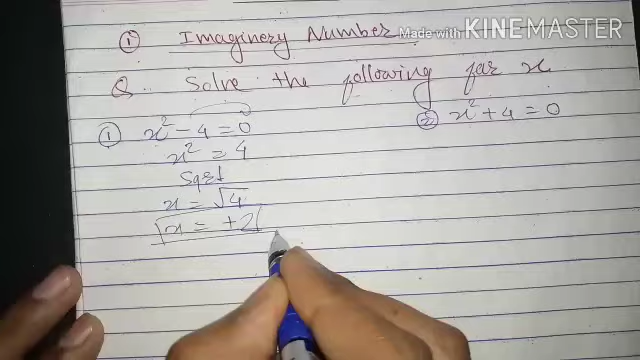 ① Imaginery Number
Made with KINEMASTER
Q. Solve the following for x
① x² - 4 = 0
x² = 4
Sqrt
x = √4
x = +2
② x² + 4 = 0